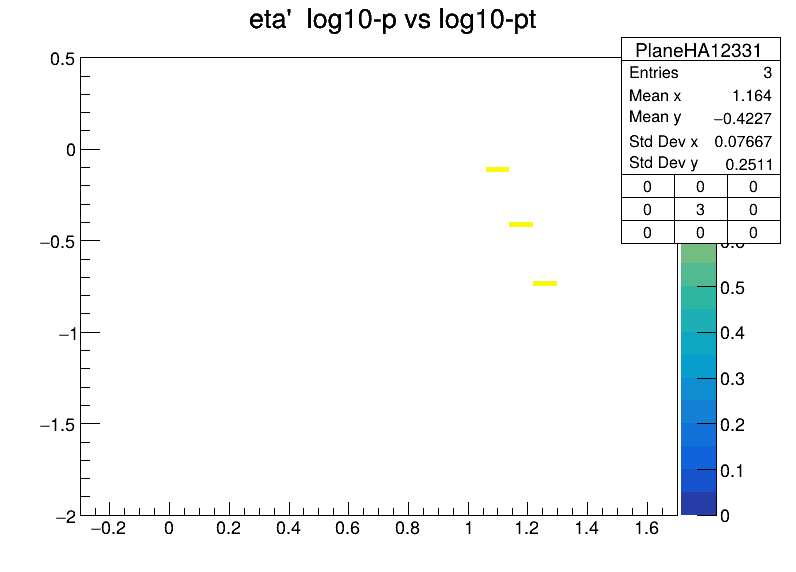 eta'  log10-p vs log10-pt
PlaneHA12331
Entries 3
Mean x 1.164
Mean y −0.4227
Std Dev x 0.07667
Std Dev y 0.2511
0 0 0
0 3 0
0 0 0
0.5
0
−0.5
−1
−1.5
−2
−0.2 0 0.2 0.4 0.6 0.8 1 1.2 1.4 1.6
0.5
0.4
0.3
0.2
0.1
0